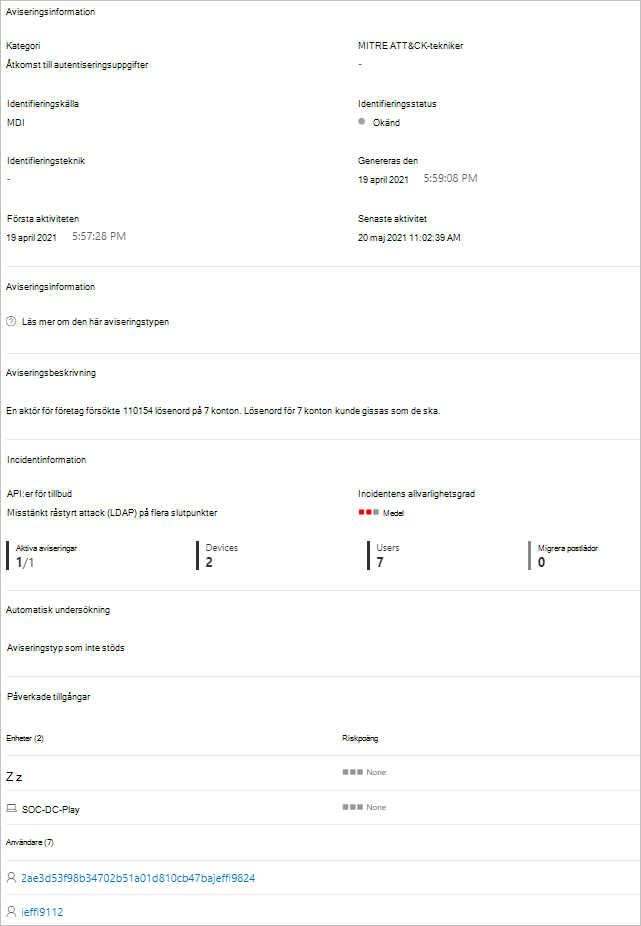 Aviseringsinformation
Kategori
MITRE ATT&CK-tekniker
Åtkomst till autentiseringsuppgifter
-
Identifieringskälla
Identifieringsstatus
MDI
Okänd
Identifieringsteknik
Genereras den
-
19 april 2021 5:59:08 PM
Första aktiviteten
Senaste aktivitet
19 april 2021 5:57:28 PM
20 maj 2021 11:02:39 AM
Aviseringsinformation
Läs mer om den här aviseringstypen
Aviseringsbeskrivning
En aktör för företag försökte 110154 lösenord på 7 konton. Lösenord för 7 konton kunde gissas som de ska.
Incidentinformation
API:er för tillbud
Incidentens allvarlighetsgrad
Misstänkt råstyrt attack (LDAP) på flera slutpunkter
Medel
Aktiva aviseringar
Devices
Users
Migrera postlådor
1/1
2
7
0
Automatisk undersökning
Aviseringstyp som inte stöds
Påverkade tillgångar
Enheter (2)
Riskpoäng
Z z
None
SOC-DC-Play
None
Användare (7)
2ae3d53f98b34702b51a01d810cb47bajeffl9824
jeffl9112